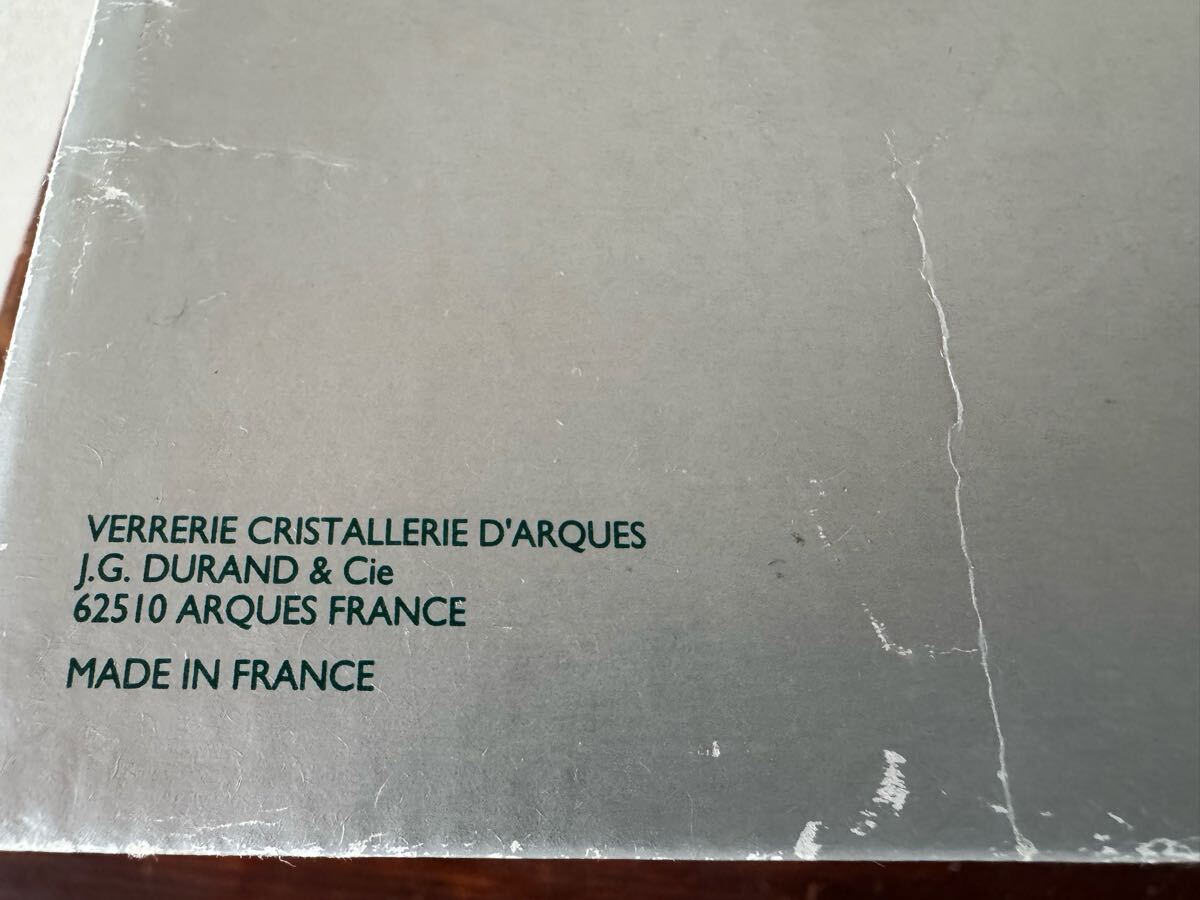 VERRERIE CRISTALLERIE D'ARQUES
J.G. DURAND & Cie
62510 ARQUES FRANCE
MADE IN FRANCE